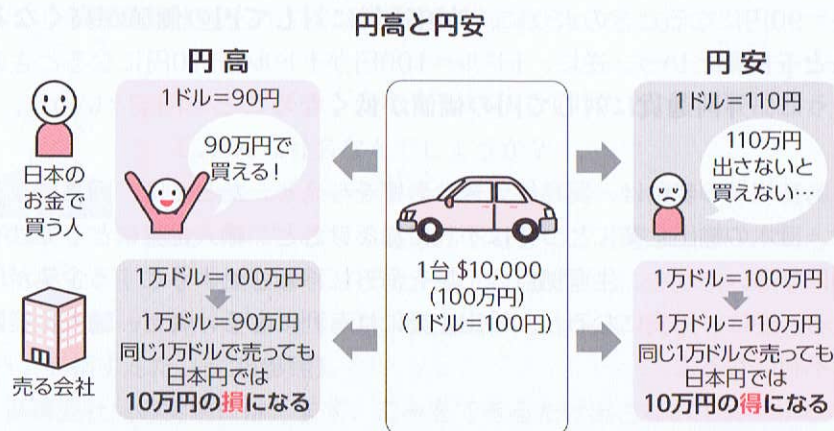 円高と円安
円高
1ドル=90円
90万円で
買える!
日本の
お金で
買う人
1台 $10,000
(100万円)
(1ドル=100円)
円安
1ドル=110円
110万円
出さないと
買えない…
売る会社
1万ドル=100万円
1万ドル=90万円
同じ1万ドルで売っても
日本円では
10万円の損になる
1万ドル=100万円
1万ドル=110万円
同じ1万ドルで売っても
日本円では
10万円の得になる